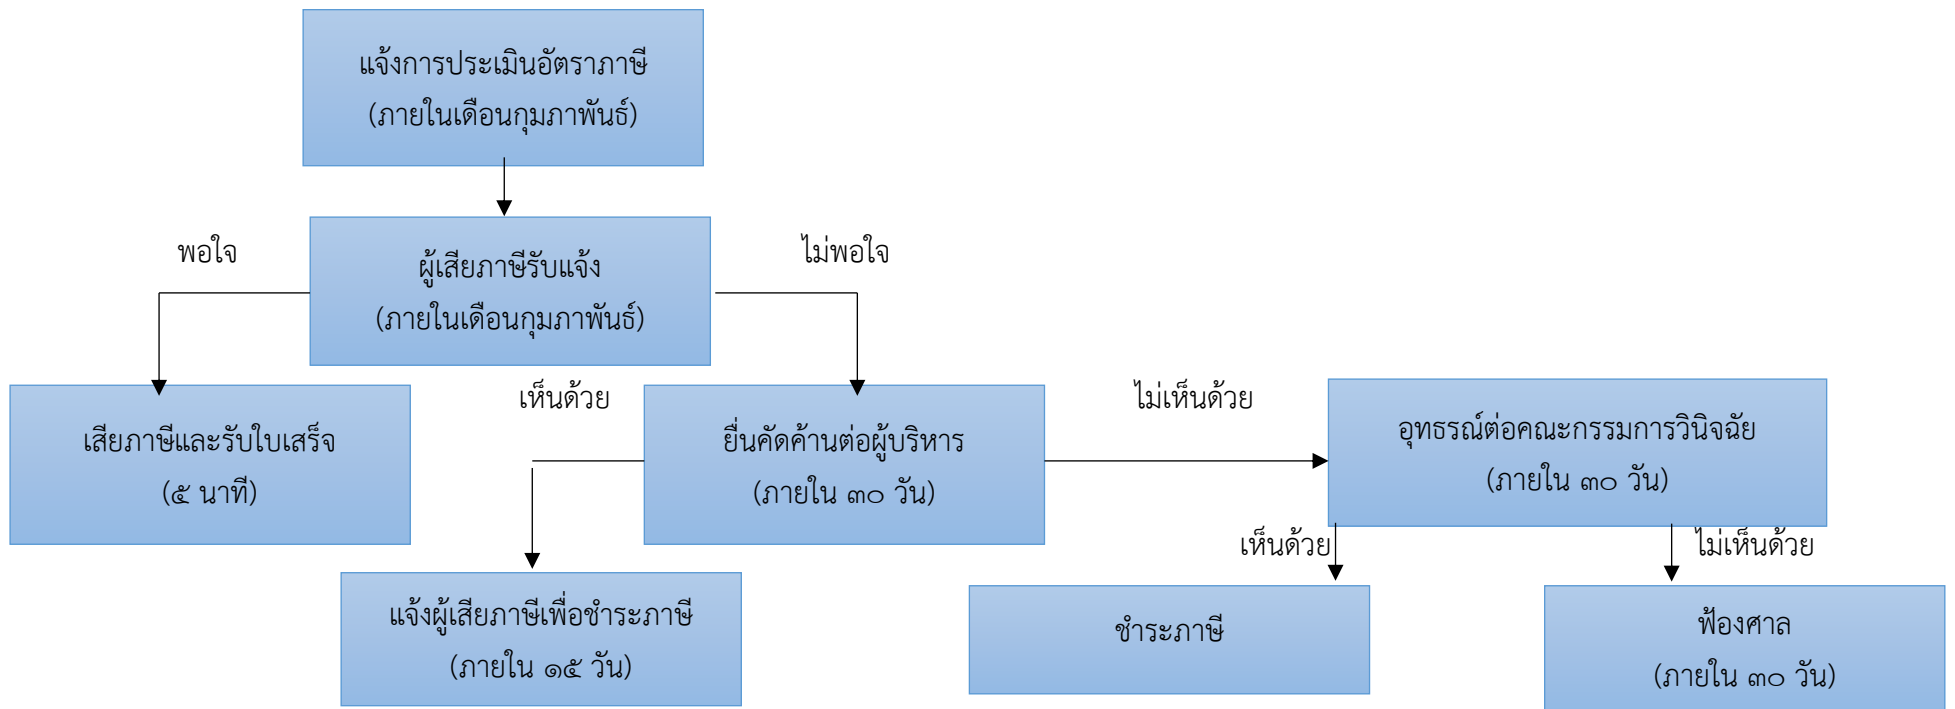 แจ้งการประเมินอัตราภาษี
(ภายในเดือนกุมภาพันธ์)
พอใจ
ไม่พอใจ
ผู้เสียภาษีรับแจ้ง
(ภายในเดือนกุมภาพันธ์)
เสียภาษีและรับใบเสร็จ
(๕ นาที)
เห็นด้วย
ยื่นคัดค้านต่อผู้บริหาร
(ภายใน ๓๐ วัน)
ไม่เห็นด้วย
อุทธรณ์ต่อคณะกรรมการวินิจฉัย
(ภายใน ๓๐ วัน)
แจ้งผู้เสียภาษีเพื่อชำระภาษี
(ภายใน ๑๕ วัน)
เห็นด้วย
ไม่เห็นด้วย
ชำระภาษี
ฟ้องศาล
(ภายใน ๓๐ วัน)